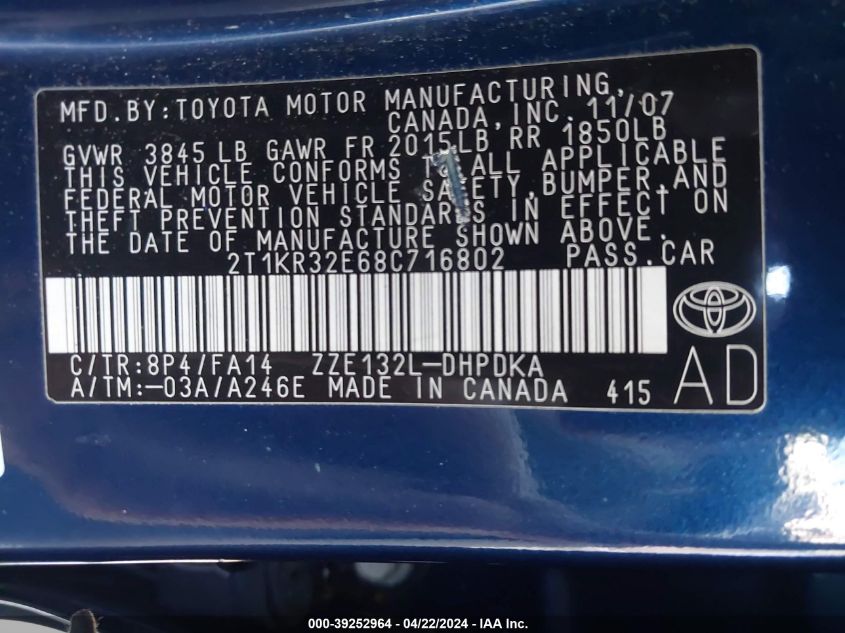 MFD.BY:TOYOTA MOTOR MANUFACTURING,
CANADA, INC. 11/07
GVWR 3845 LB GAWR FR 2015LB RR 1850LB
THIS VEHICLE CONFORMS TO ALL APPLICABLE
FEDERAL MOTOR VEHICLE SAFETY,BUMPER,AND
THEFT PREVENTION STANDARDS IN EFFECT ON
THE DATE OF MANUFACTURE SHOWN ABOVE.
2T1KR32E68C716802 PASS.CAR
C/TR:8P4/FA14 ZZE132L-DHPDKA
A/TM:-03A/A246E MADE IN CANADA 415
AD
000-39252964 - 04/22/2024 - IAA